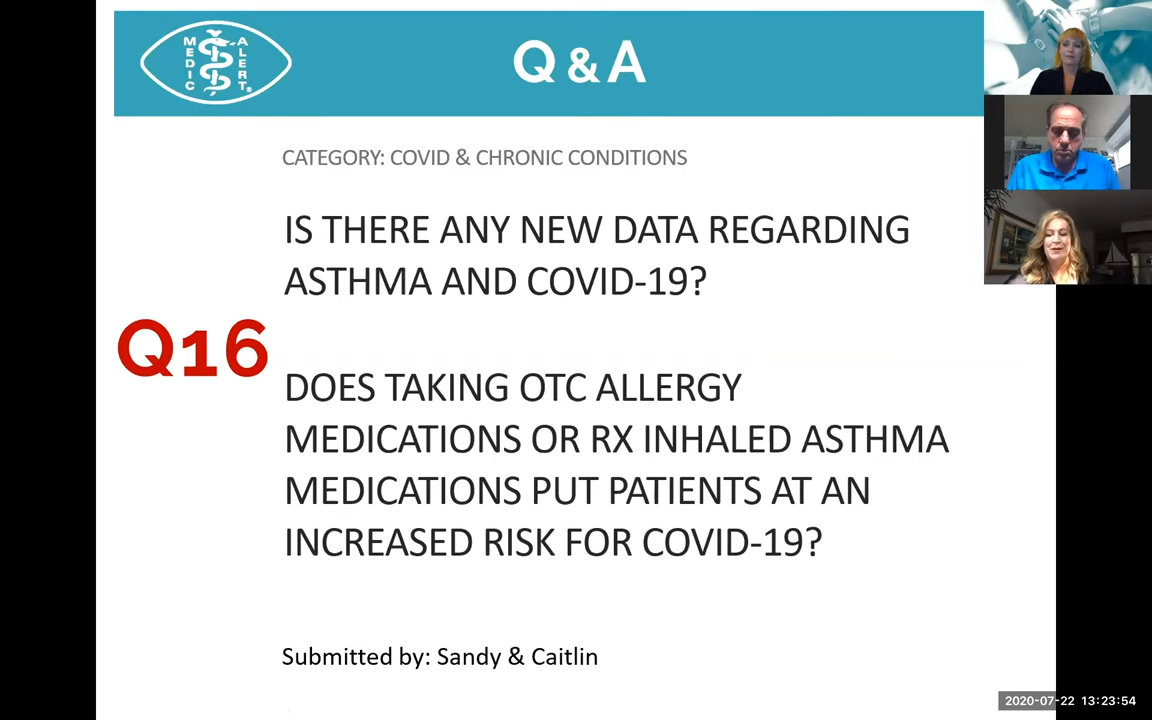 MEDIC ALERT®
Q & A
CATEGORY: COVID & CHRONIC CONDITIONS
IS THERE ANY NEW DATA REGARDING
ASTHMA AND COVID-19?
Q16
DOES TAKING OTC ALLERGY
MEDICATIONS OR RX INHALED ASTHMA
MEDICATIONS PUT PATIENTS AT AN
INCREASED RISK FOR COVID-19?
Submitted by: Sandy & Caitlin
2020-07-22 13:23:54